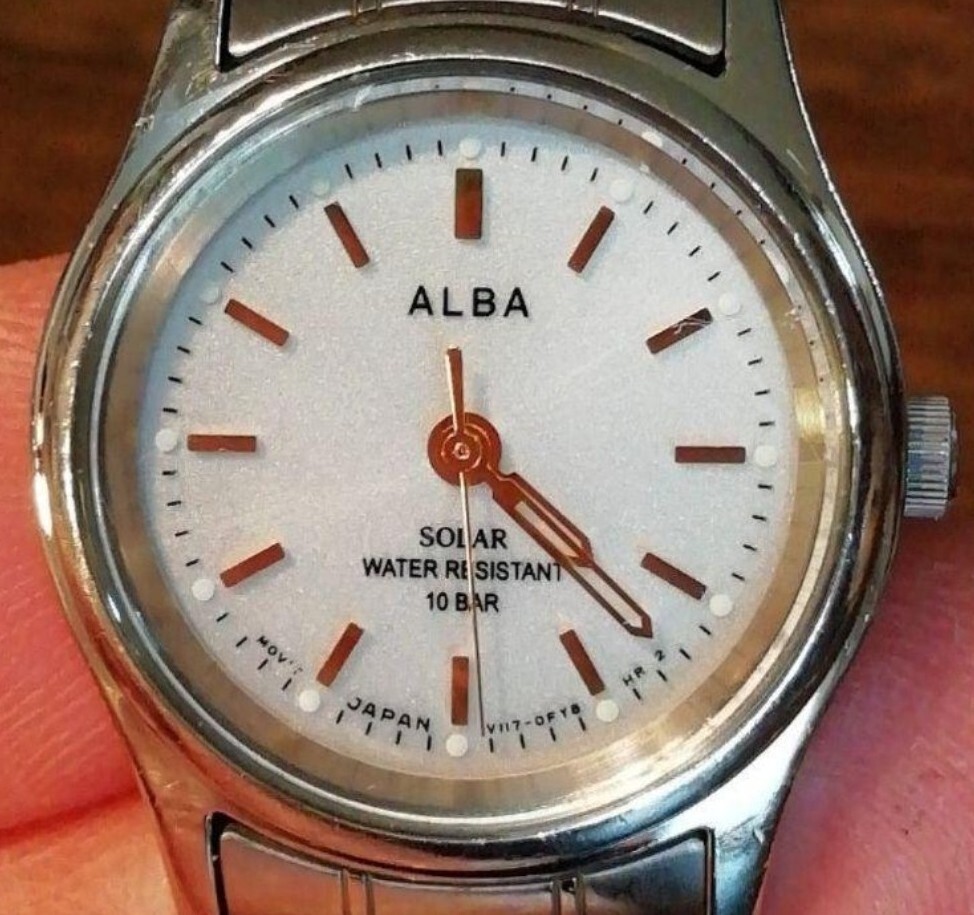 ALBA
SOLAR
WATER RESISTANT
10 BAR
MOV'T
JAPAN
V117-0FY8
HR 2